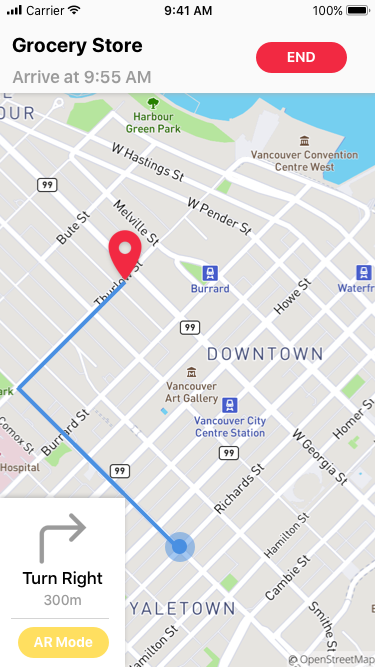 Carrier
9:41 AM
100%
Grocery Store
Arrive at 9:55 AM
END
Harbour
Green Park
Vancouver Convention
Centre West
W Hastings St
99
Melville St
W Pender St
Bute St
Thurlow St
Burrard
Waterfr
Howe St
99
DOWNTOWN
Vancouver
Art Gallery
ark
Vancouver City
Centre Station
Homer St
Comox St
Burrard St
99
W Georgia St
Hospital
99
Richards St
Turn Right
300m
AR Mode
Hamilton St
Cambie St
YALETOWN
Smithe St
Hamilton St
© OpenStreetMap